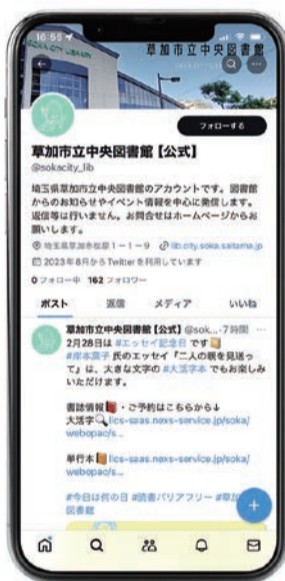 16:55
SOKA CITY LIBRARY
草加市立中央図書館
フォローする
草加市立中央図書館【公式】
@sokacity_lib
埼玉県草加市立中央図書館のアカウントです。図書館
からのお知らせやイベント情報を中心に発信します。
返信等は行いません。お問合せはホームページからお
願いします。
埼玉県草加市松原1-1-9 lib.city.soka.saitama.jp
2023年8月からTwitterを利用しています
0フォロー中 162フォロワー
ポスト 返信 メディア いいね
草加市立中央図書館【公式】@sok...·7時間
2月28日は #エッセイ記念日 です
#岸本葉子 氏のエッセイ『二人の親を見送っ
て』は、大きな文字の #大活字本 でもお楽しみ
いただけます。
書誌情報・ご予約はこちらから↓
大活字 lics-saas.nexs-service.jp/soka/
webopac/s...
単行本 lics-saas.nexs-service.jp/soka/
webopac/s...
#今日は何の日 #読書バリアフリー #草加
図書館